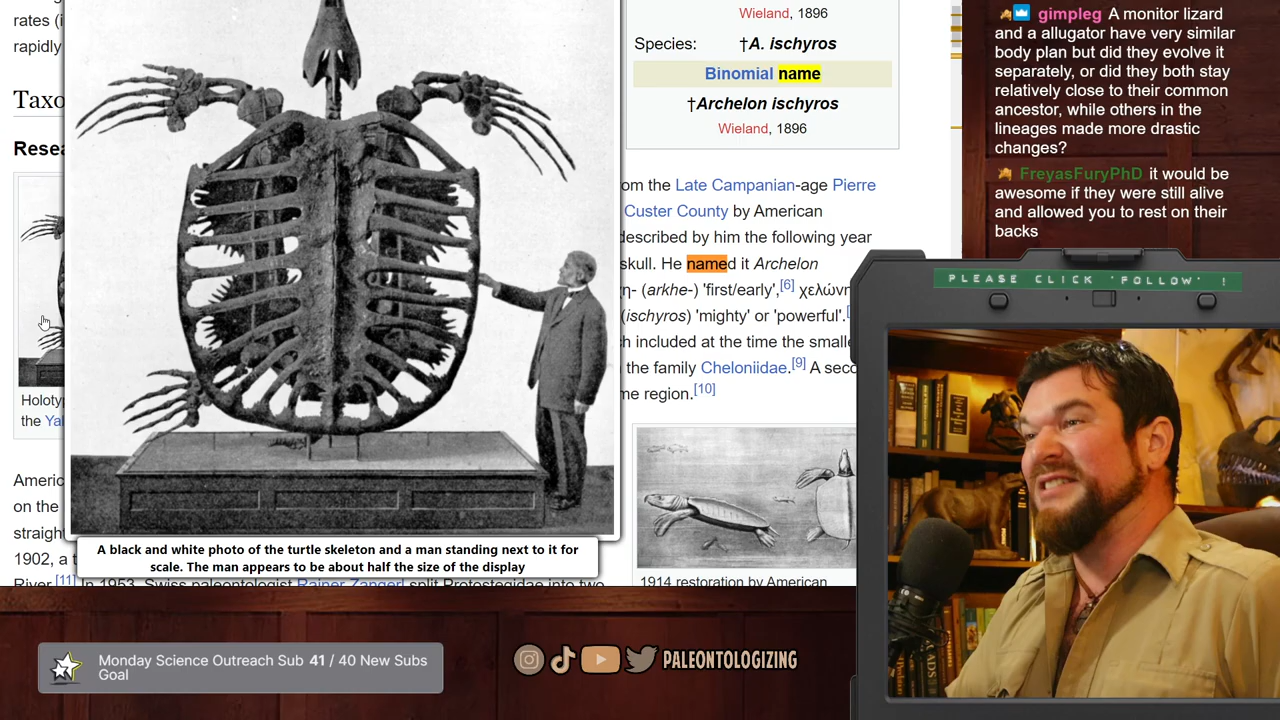 rates (i
rapidly
Taxo
Resea
Holotyp
the Ya
Americ
on the
straight
1902, a t
River.[11] In 1953, Swiss paleontologist Rainer Zangerl split Protostegidae into two
A black and white photo of the turtle skeleton and a man standing next to it for
scale. The man appears to be about half the size of the display
Wieland, 1896
Species: †A. ischyros
Binomial name
†Archelon ischyros
Wieland, 1896
om the Late Campanian-age Pierre
Custer County by American
described by him the following year
skull. He named it Archelon
η- (arkhe-) 'first/early',[6] χελώνη
(ischyros) 'mighty' or 'powerful'.[
h included at the time the smalle
the family Cheloniidae.[9] A seco
me region.[10]
1914 restoration by American
gimpleg A monitor lizard
and a alligator have very similar
body plan but did they evolve it
separately, or did they both stay
relatively close to their common
ancestor, while others in the
lineages made more drastic
changes?
FreyasFuryPhD it would be
awesome if they were still alive
and allowed you to rest on their
backs
PLEASE CLICK 'FOLLOW' !
Monday Science Outreach Sub 41 / 40 New Subs
Goal
PALEONTOLOGIZING